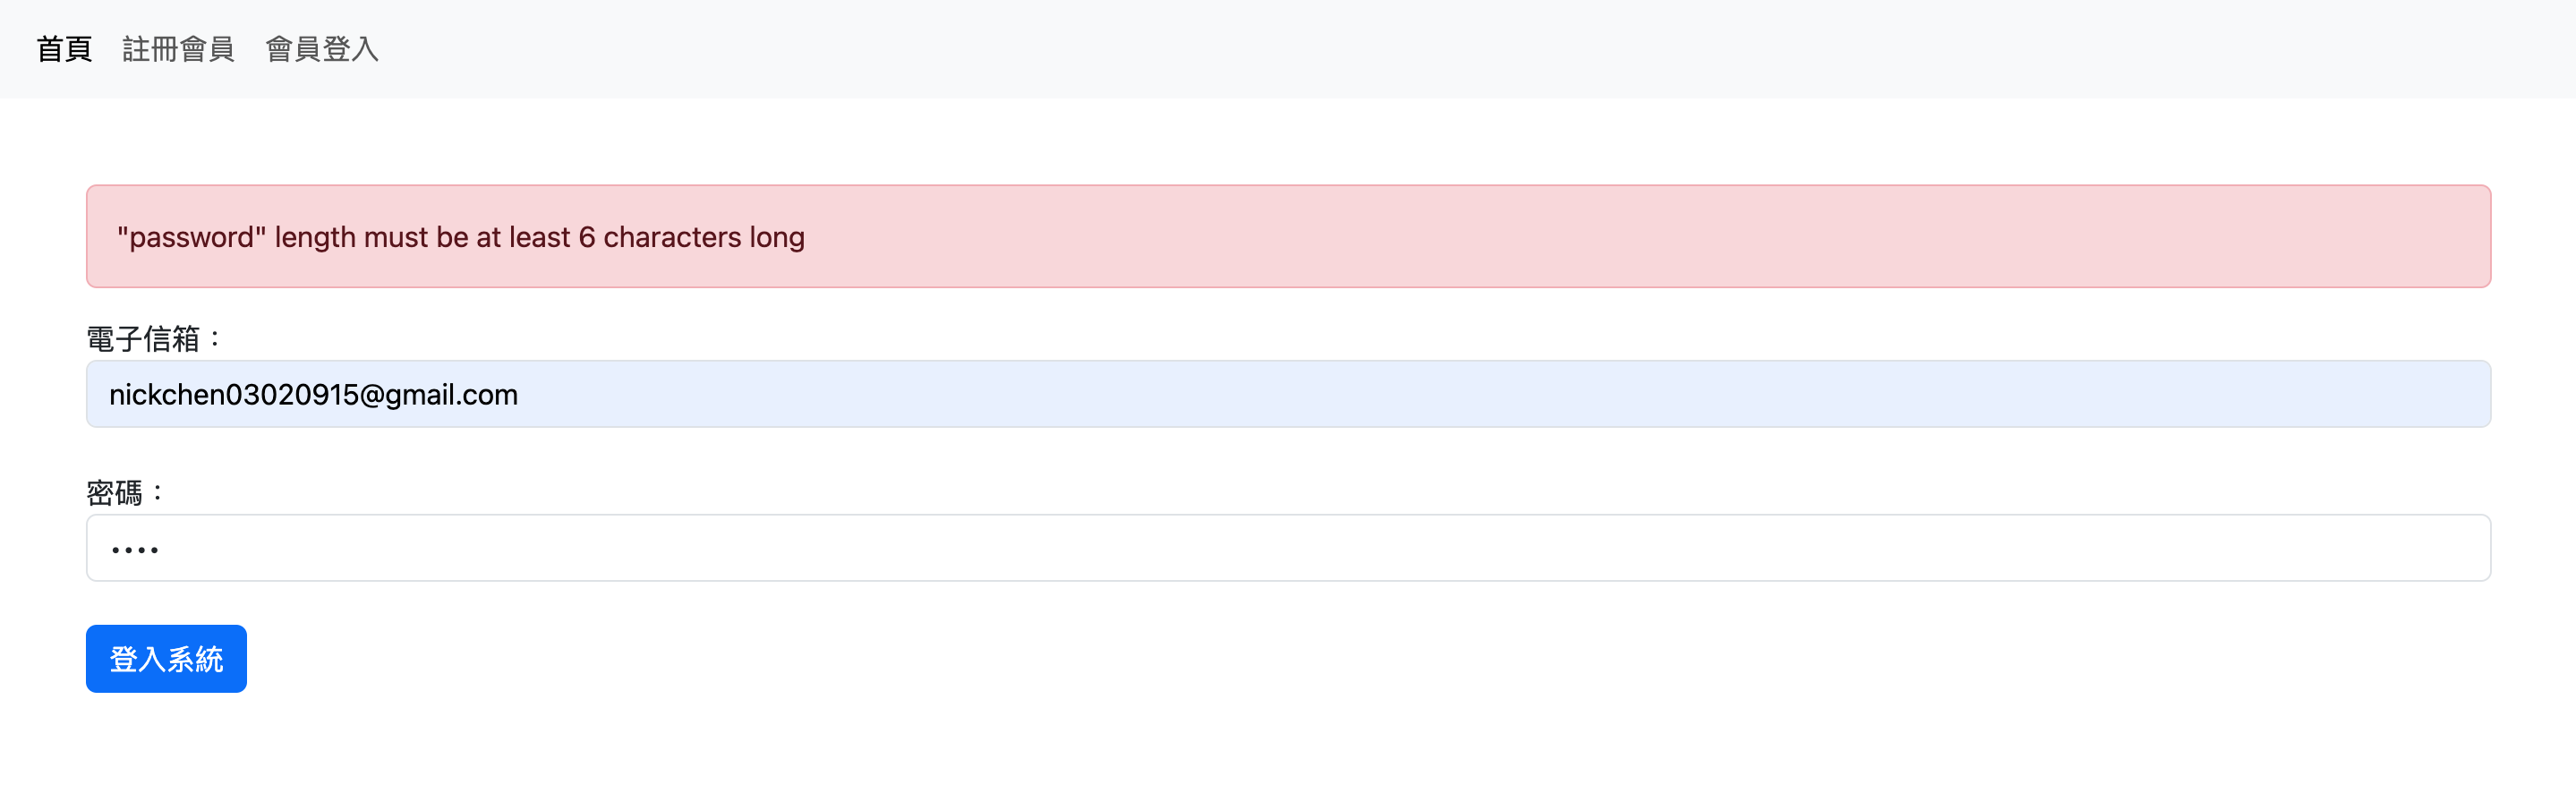 首頁 註冊會員 會員登入
"password" length must be at least 6 characters long
電子信箱：
nickchen03020915@gmail.com
密碼：
••••
登入系統